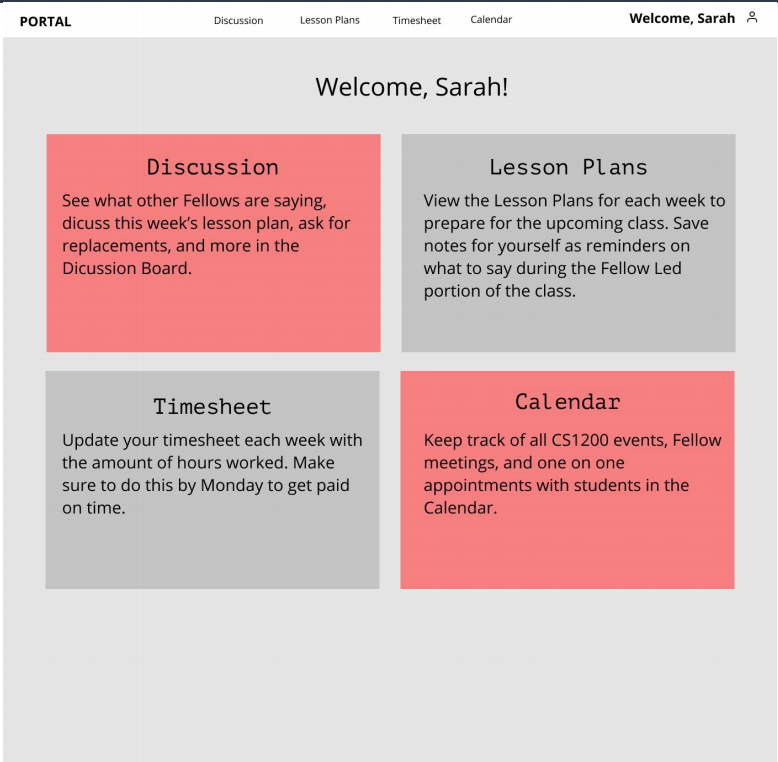 PORTAL Discussion Lesson Plans Timesheet Calendar Welcome, Sarah
Welcome, Sarah!
Discussion
See what other Fellows are saying,
dicuss this week’s lesson plan, ask for
replacements, and more in the
Dicussion Board.
Lesson Plans
View the Lesson Plans for each week to
prepare for the upcoming class. Save
notes for yourself as reminders on
what to say during the Fellow Led
portion of the class.
Timesheet
Update your timesheet each week with
the amount of hours worked. Make
sure to do this by Monday to get paid
on time.
Calendar
Keep track of all CS1200 events, Fellow
meetings, and one on one
appointments with students in the
Calendar.